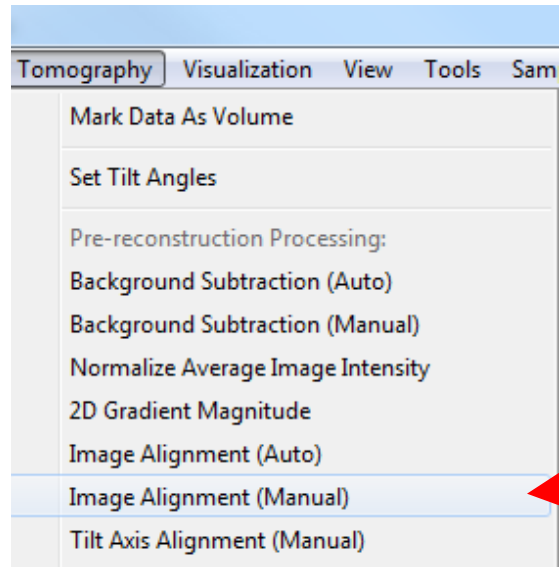 Tomography Visualization View Tools Sam
Mark Data As Volume
Set Tilt Angles
Pre-reconstruction Processing:
Background Subtraction (Auto)
Background Subtraction (Manual)
Normalize Average Image Intensity
2D Gradient Magnitude
Image Alignment (Auto)
Image Alignment (Manual)
Tilt Axis Alignment (Manual)